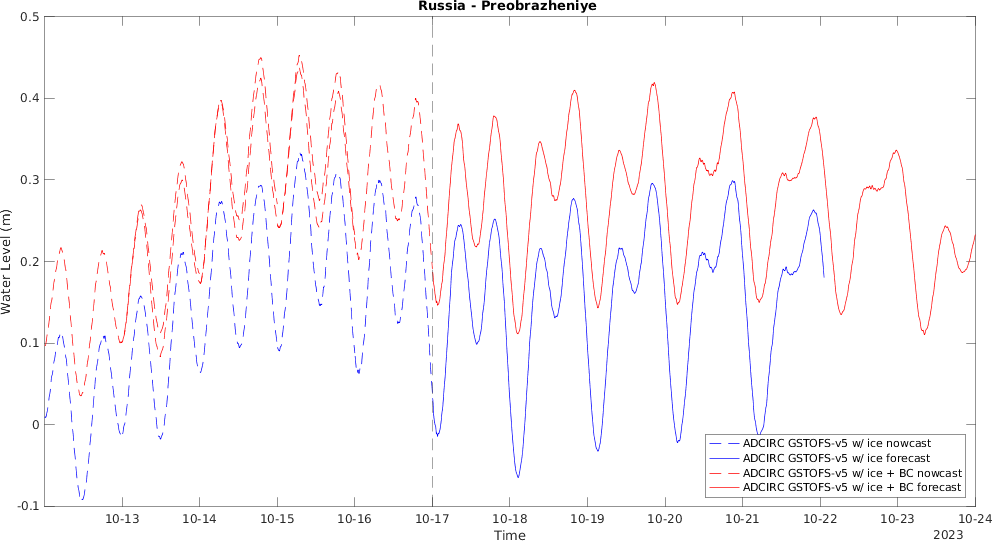 Russia - Preobrazheniye
0.5
0.4
0.3
0.2
0.1
0
-0.1
Water Level (m)
10-13 10-14 10-15 10-16 10-17 10-18 10-19 10-20 10-21 10-22 10-23 10-24
Time
2023
ADCIRC GSTOFS-v5 w/ ice nowcast
ADCIRC GSTOFS-v5 w/ ice forecast
ADCIRC GSTOFS-v5 w/ ice + BC nowcast
ADCIRC GSTOFS-v5 w/ ice + BC forecast